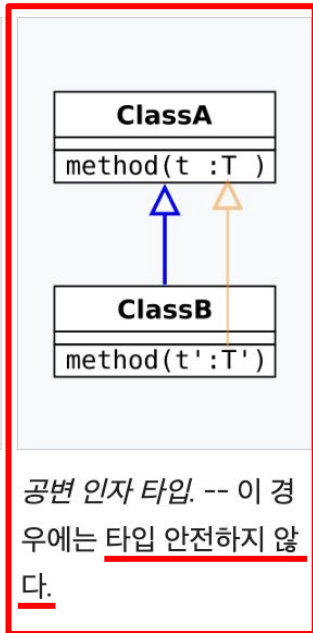 ClassA
method(t :T )
ClassB
method(t':T')
공변 인자 타입. -- 이 경
우에는 타입 안전하지 않
다.